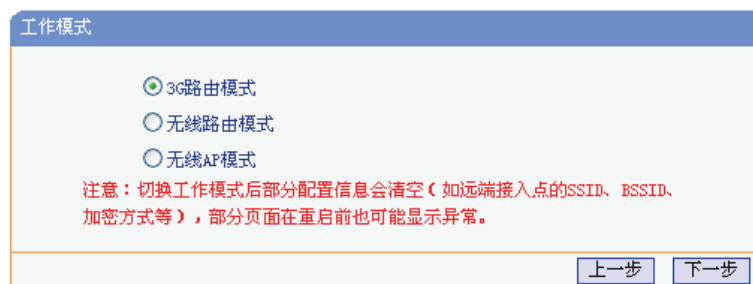 工作模式
3G路由模式
无线路由模式
无线AP模式
注意：切换工作模式后部分配置信息会清空（如远端接入点的SSID、BSSID、
加密方式等），部分页面在重启前也可能显示异常。
上一步 下一步